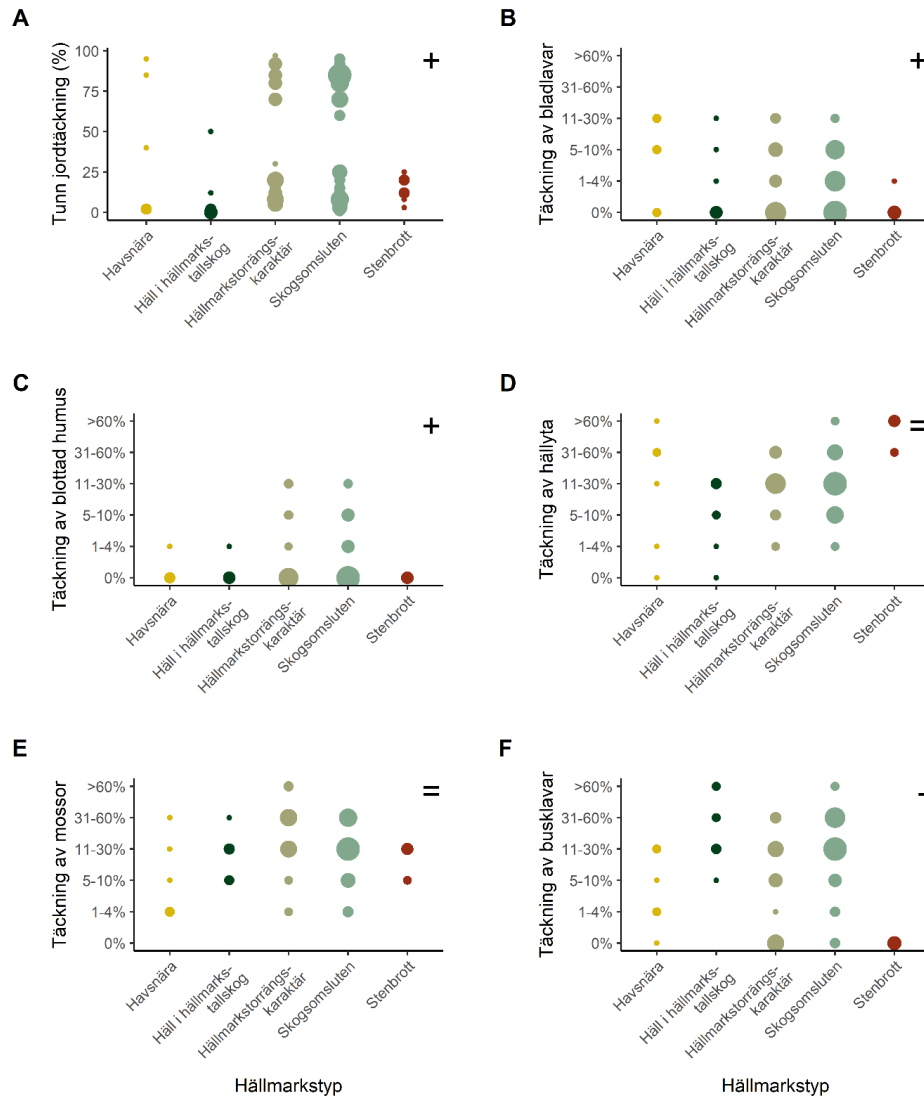 A
Tunn jordtäckning (%)
100
75
50
25
0
+
Havsnära
Häll i hällmarks-
tallskog
Hällmarkstorrängs-
karaktär
Skogsomsluten
Stenbrott
B
Täckning av bladlavar
>60%
31-60%
11-30%
5-10%
1-4%
0%
+
Havsnära
Häll i hällmarks-
tallskog
Hällmarkstorrängs-
karaktär
Skogsomsluten
Stenbrott
C
Täckning av blottad humus
>60%
31-60%
11-30%
5-10%
1-4%
0%
+
Havsnära
Häll i hällmarks-
tallskog
Hällmarkstorrängs-
karaktär
Skogsomsluten
Stenbrott
D
Täckning av hällyta
>60%
31-60%
11-30%
5-10%
1-4%
0%
=
Havsnära
Häll i hällmarks-
tallskog
Hällmarkstorrängs-
karaktär
Skogsomsluten
Stenbrott
E
Täckning av mossor
>60%
31-60%
11-30%
5-10%
1-4%
0%
=
Havsnära
Häll i hällmarks-
tallskog
Hällmarkstorrängs-
karaktär
Skogsomsluten
Stenbrott
Hällmarkstyp
F
Täckning av busklavar
>60%
31-60%
11-30%
5-10%
1-4%
0%
-
Havsnära
Häll i hällmarks-
tallskog
Hällmarkstorrängs-
karaktär
Skogsomsluten
Stenbrott
Hällmarkstyp